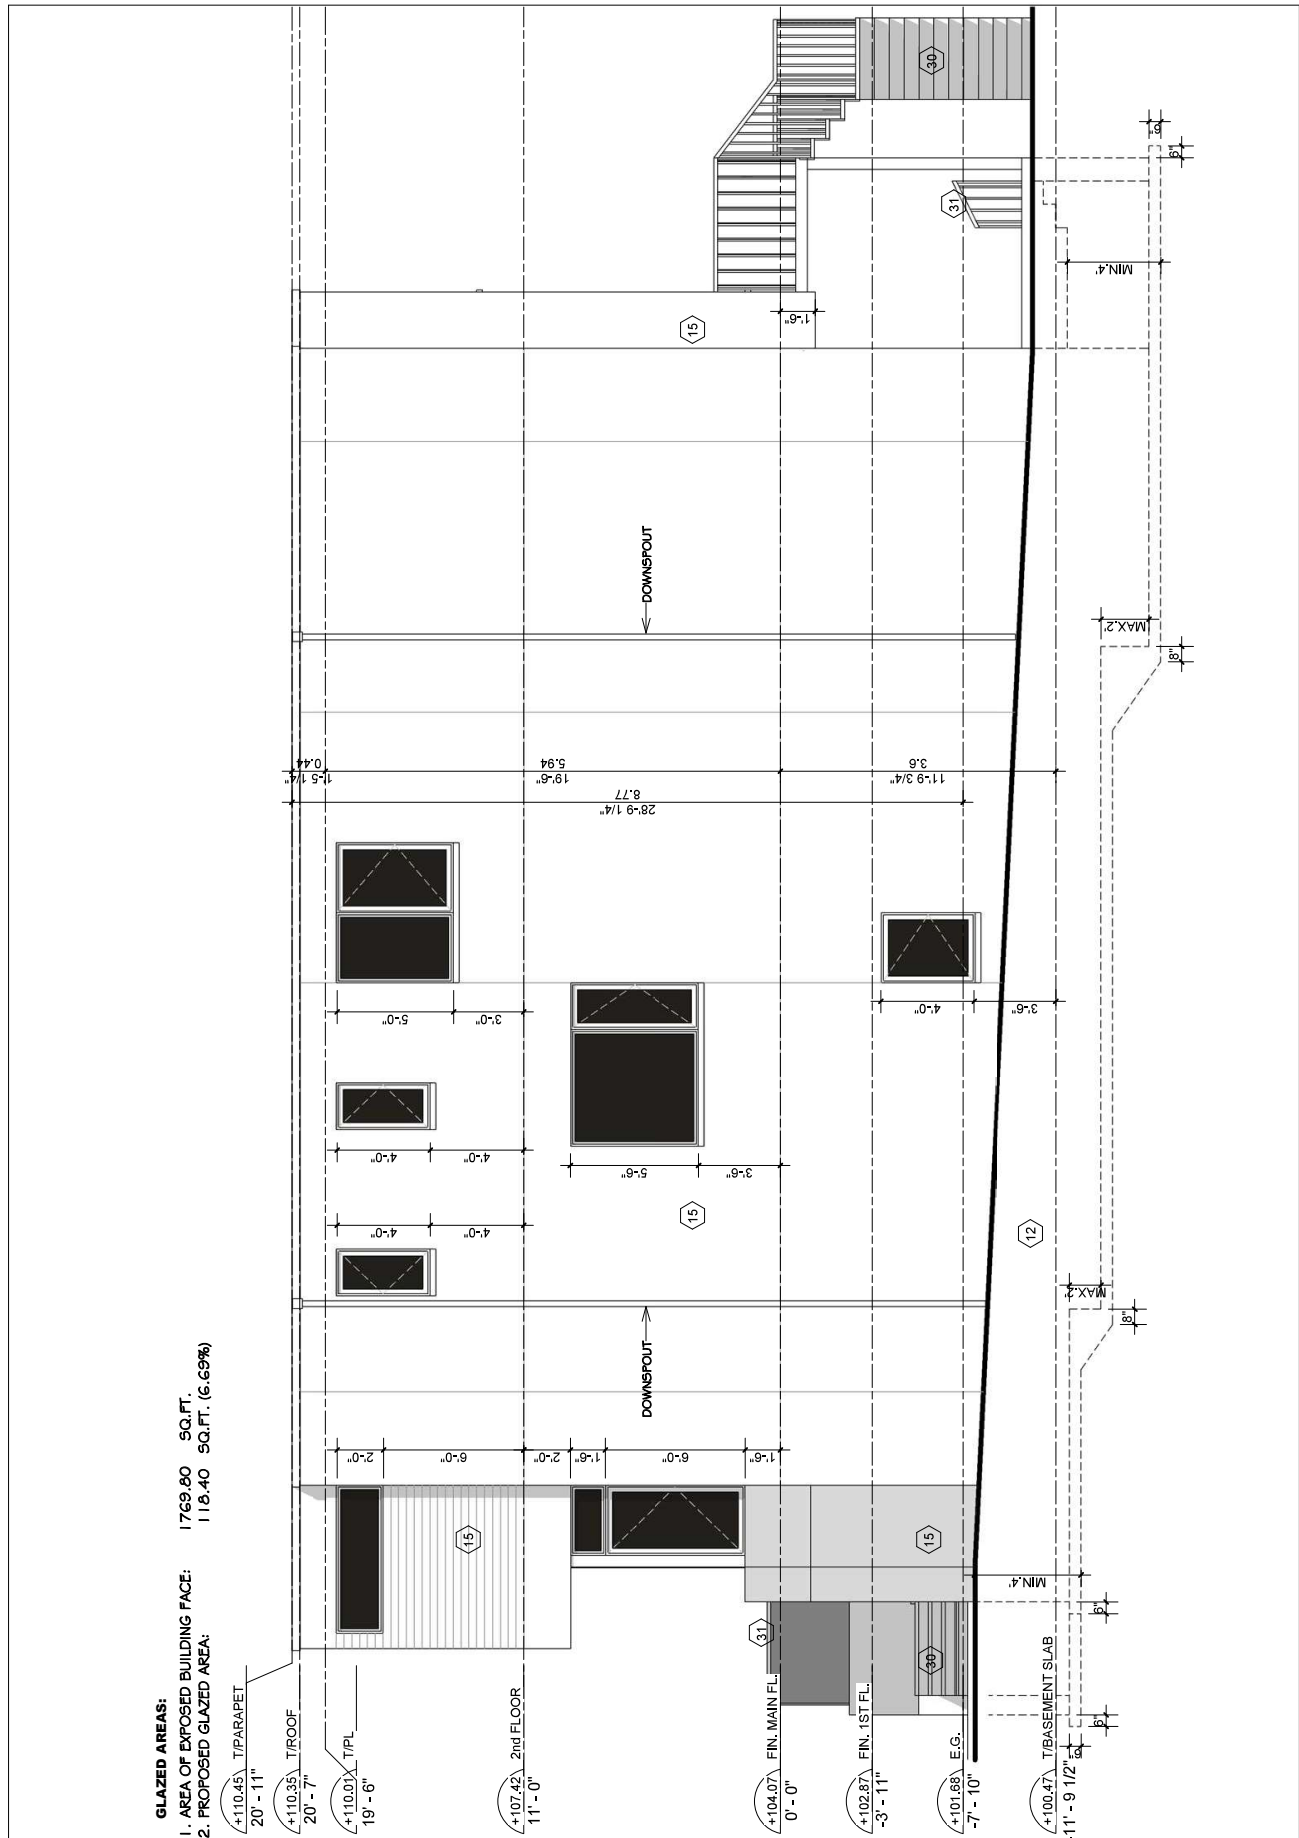 GLAZED AREAS:
1. AREA OF EXPOSED BUILDING FACE: 1769.80 SQ.FT.
2. PROPOSED GLAZED AREA: 118.40 SQ.FT. (6.69%)
+110.45 T/PARAPET
20' - 11"
+110.35 T/ROOF
20' - 7"
+110.01 T/PL
19' - 6"
+107.42 2nd FLOOR
11' - 0"
+104.07 FIN. MAIN FL.
0' - 0"
+102.87 FIN. 1ST FL.
-3' - 11"
+101.68 E.G.
-7' - 10"
+100.47 T/BASEMENT SLAB
-11' - 9 1/2"
2'-0"
6'-0"
2'-0"
1'-6"
6'-0"
1'-6"
15
15
31
30
MIN.4'
6"
6"
6"
DOWNSPOUT
4'-0"
4'-0"
4'-0"
4'-0"
5'-0"
3'-0"
5'-6"
3'-6"
15
4'-0"
3'-6"
12
MAX.2'
8"
1'-5 1/4"
0.44
19'-6"
5.94
11'-9 3/4"
3.6
28'-9 1/4"
8.77
DOWNSPOUT
MAX.2'
8"
15
1'-6"
MIN.4'
31
30
6"
6"